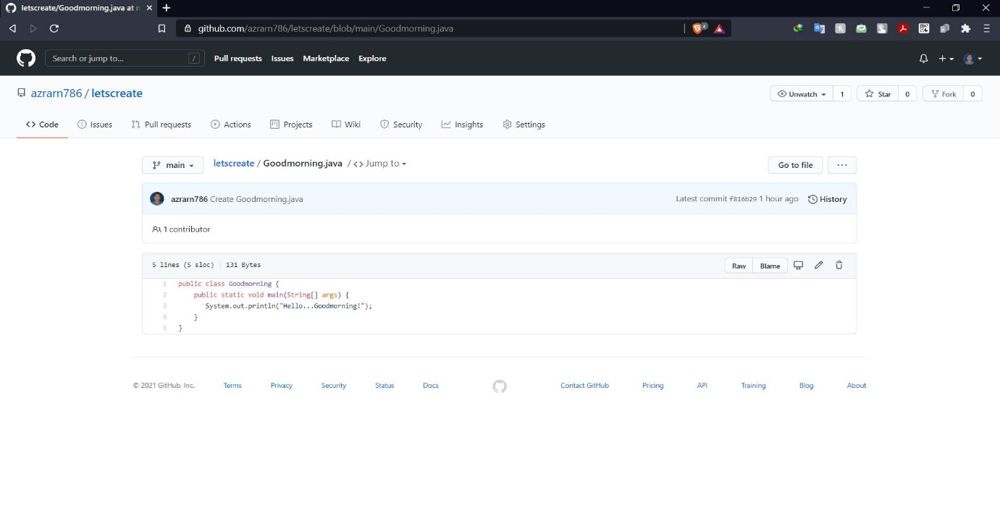 letscreate/Goodmorning.java at
github.com/azrarn786/letscreate/blob/main/Goodmorning.java
4
Search or jump to... /
Pull requests Issues Marketplace Explore
azrarn786 / letscreate
Unwatch 1 Star 0 Fork 0
Code Issues Pull requests Actions Projects Wiki Security Insights Settings
main letscreate / Goodmorning.java / <> Jump to
Go to file ...
azrarn786 Create Goodmorning.java
Latest commit f816b29 1 hour ago History
1 contributor
5 lines (5 sloc) 131 Bytes
Raw Blame
1 public class Goodmorning {
2 public static void main(String[] args) {
3 System.out.println("Hello...Goodmorning!");
4 }
5 }
© 2021 GitHub, Inc. Terms Privacy Security Status Docs Contact GitHub Pricing API Training Blog About